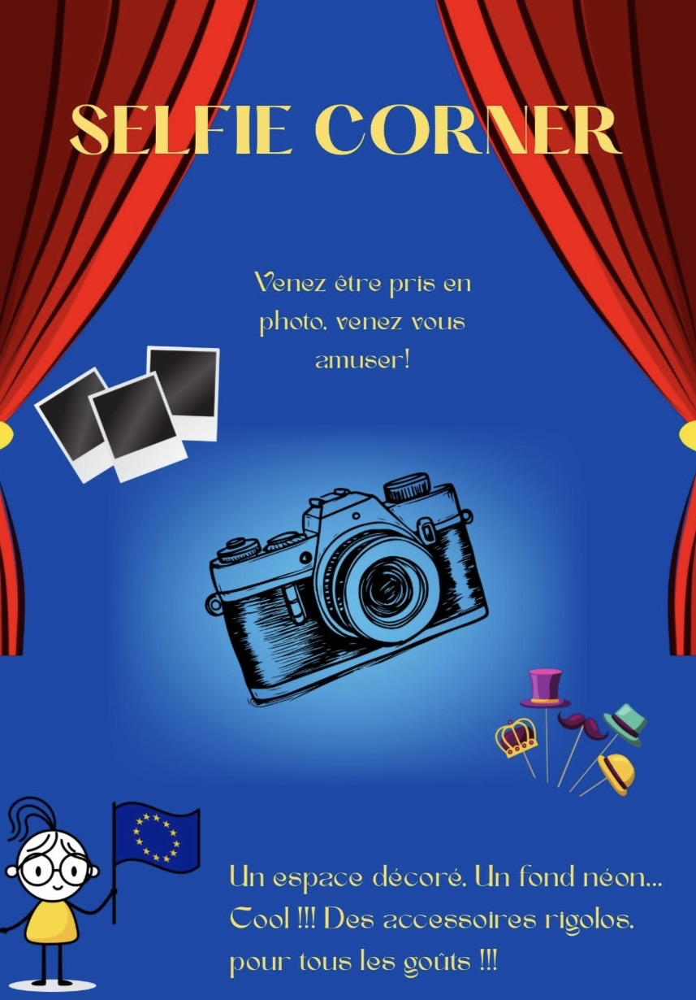 SELFIE CORNER
Venez être pris en
photo, venez vous
amuser!
Un espace décoré, Un fond néon...
Cool !!! Des accessoires rigolos,
pour tous les goûts !!!